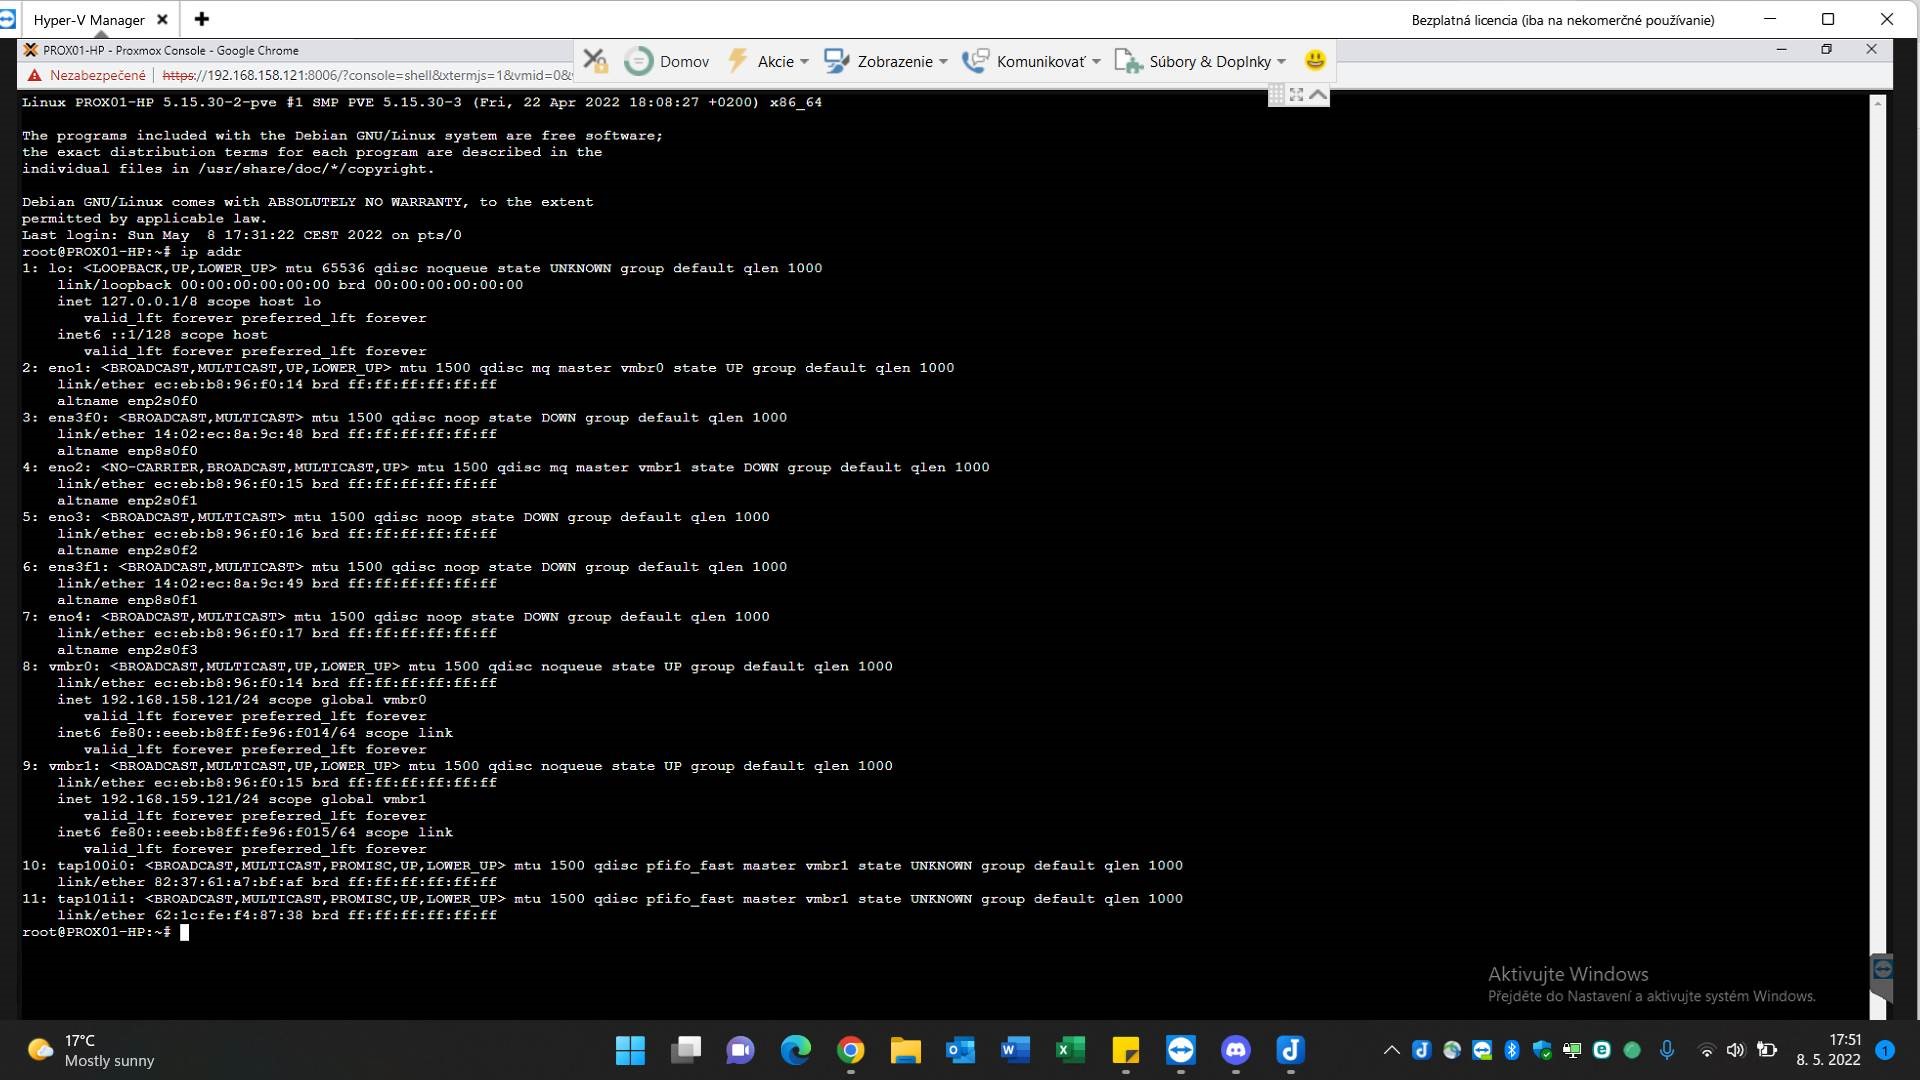 Hyper-V Manager
Bezplatná licencia (iba na nekomerčné používanie)
PROX01-HP - Proxmox Console - Google Chrome
Domov
Akcie
Zobrazenie
Komunikovať
Súbory & Doplnky
Nezabezpečené
https://192.168.158.121:8006/?console=shell&xtermjs=1&vmid=0&
Linux PROX01-HP 5.15.30-2-pve #1 SMP PVE 5.15.30-3 (Fri, 22 Apr 2022 18:08:27 +0200) x86_64
The programs included with the Debian GNU/Linux system are free software;
the exact distribution terms for each program are described in the
individual files in /usr/share/doc/*/copyright.
Debian GNU/Linux comes with ABSOLUTELY NO WARRANTY, to the extent
permitted by applicable law.
Last login: Sun May  8 17:31:22 CEST 2022 on pts/0
root@PROX01-HP:~# ip addr
1: lo: <LOOPBACK,UP,LOWER_UP> mtu 65536 qdisc noqueue state UNKNOWN group default qlen 1000
    link/loopback 00:00:00:00:00:00 brd 00:00:00:00:00:00
    inet 127.0.0.1/8 scope host lo
       valid_lft forever preferred_lft forever
    inet6 ::1/128 scope host
       valid_lft forever preferred_lft forever
2: eno1: <BROADCAST,MULTICAST,UP,LOWER_UP> mtu 1500 qdisc mq master vmbr0 state UP group default qlen 1000
    link/ether ec:eb:b8:96:f0:14 brd ff:ff:ff:ff:ff:ff
    altname enp2s0f0
3: ens3f0: <BROADCAST,MULTICAST> mtu 1500 qdisc noop state DOWN group default qlen 1000
    link/ether 14:02:ec:8a:9c:48 brd ff:ff:ff:ff:ff:ff
    altname enp8s0f0
4: eno2: <NO-CARRIER,BROADCAST,MULTICAST,UP> mtu 1500 qdisc mq master vmbr1 state DOWN group default qlen 1000
    link/ether ec:eb:b8:96:f0:15 brd ff:ff:ff:ff:ff:ff
    altname enp2s0f1
5: eno3: <BROADCAST,MULTICAST> mtu 1500 qdisc noop state DOWN group default qlen 1000
    link/ether ec:eb:b8:96:f0:16 brd ff:ff:ff:ff:ff:ff
    altname enp2s0f2
6: ens3f1: <BROADCAST,MULTICAST> mtu 1500 qdisc noop state DOWN group default qlen 1000
    link/ether 14:02:ec:8a:9c:49 brd ff:ff:ff:ff:ff:ff
    altname enp8s0f1
7: eno4: <BROADCAST,MULTICAST> mtu 1500 qdisc noop state DOWN group default qlen 1000
    link/ether ec:eb:b8:96:f0:17 brd ff:ff:ff:ff:ff:ff
    altname enp2s0f3
8: vmbr0: <BROADCAST,MULTICAST,UP,LOWER_UP> mtu 1500 qdisc noqueue state UP group default qlen 1000
    link/ether ec:eb:b8:96:f0:14 brd ff:ff:ff:ff:ff:ff
    inet 192.168.158.121/24 scope global vmbr0
       valid_lft forever preferred_lft forever
    inet6 fe80::eeeb:b8ff:fe96:f014/64 scope link
       valid_lft forever preferred_lft forever
9: vmbr1: <BROADCAST,MULTICAST,UP,LOWER_UP> mtu 1500 qdisc noqueue state UP group default qlen 1000
    link/ether ec:eb:b8:96:f0:15 brd ff:ff:ff:ff:ff:ff
    inet 192.168.159.121/24 scope global vmbr1
       valid_lft forever preferred_lft forever
    inet6 fe80::eeeb:b8ff:fe96:f015/64 scope link
       valid_lft forever preferred_lft forever
10: tap100i0: <BROADCAST,MULTICAST,PROMISC,UP,LOWER_UP> mtu 1500 qdisc pfifo_fast master vmbr1 state UNKNOWN group default qlen 1000
    link/ether 82:37:61:a7:bf:af brd ff:ff:ff:ff:ff:ff
11: tap101i1: <BROADCAST,MULTICAST,PROMISC,UP,LOWER_UP> mtu 1500 qdisc pfifo_fast master vmbr1 state UNKNOWN group default qlen 1000
    link/ether 62:1c:fe:f4:87:38 brd ff:ff:ff:ff:ff:ff
root@PROX01-HP:~#
Aktivujte Windows
Přejděte do Nastavení a aktivujte systém Windows.
17°C
Mostly sunny
17:51
8. 5. 2022
1